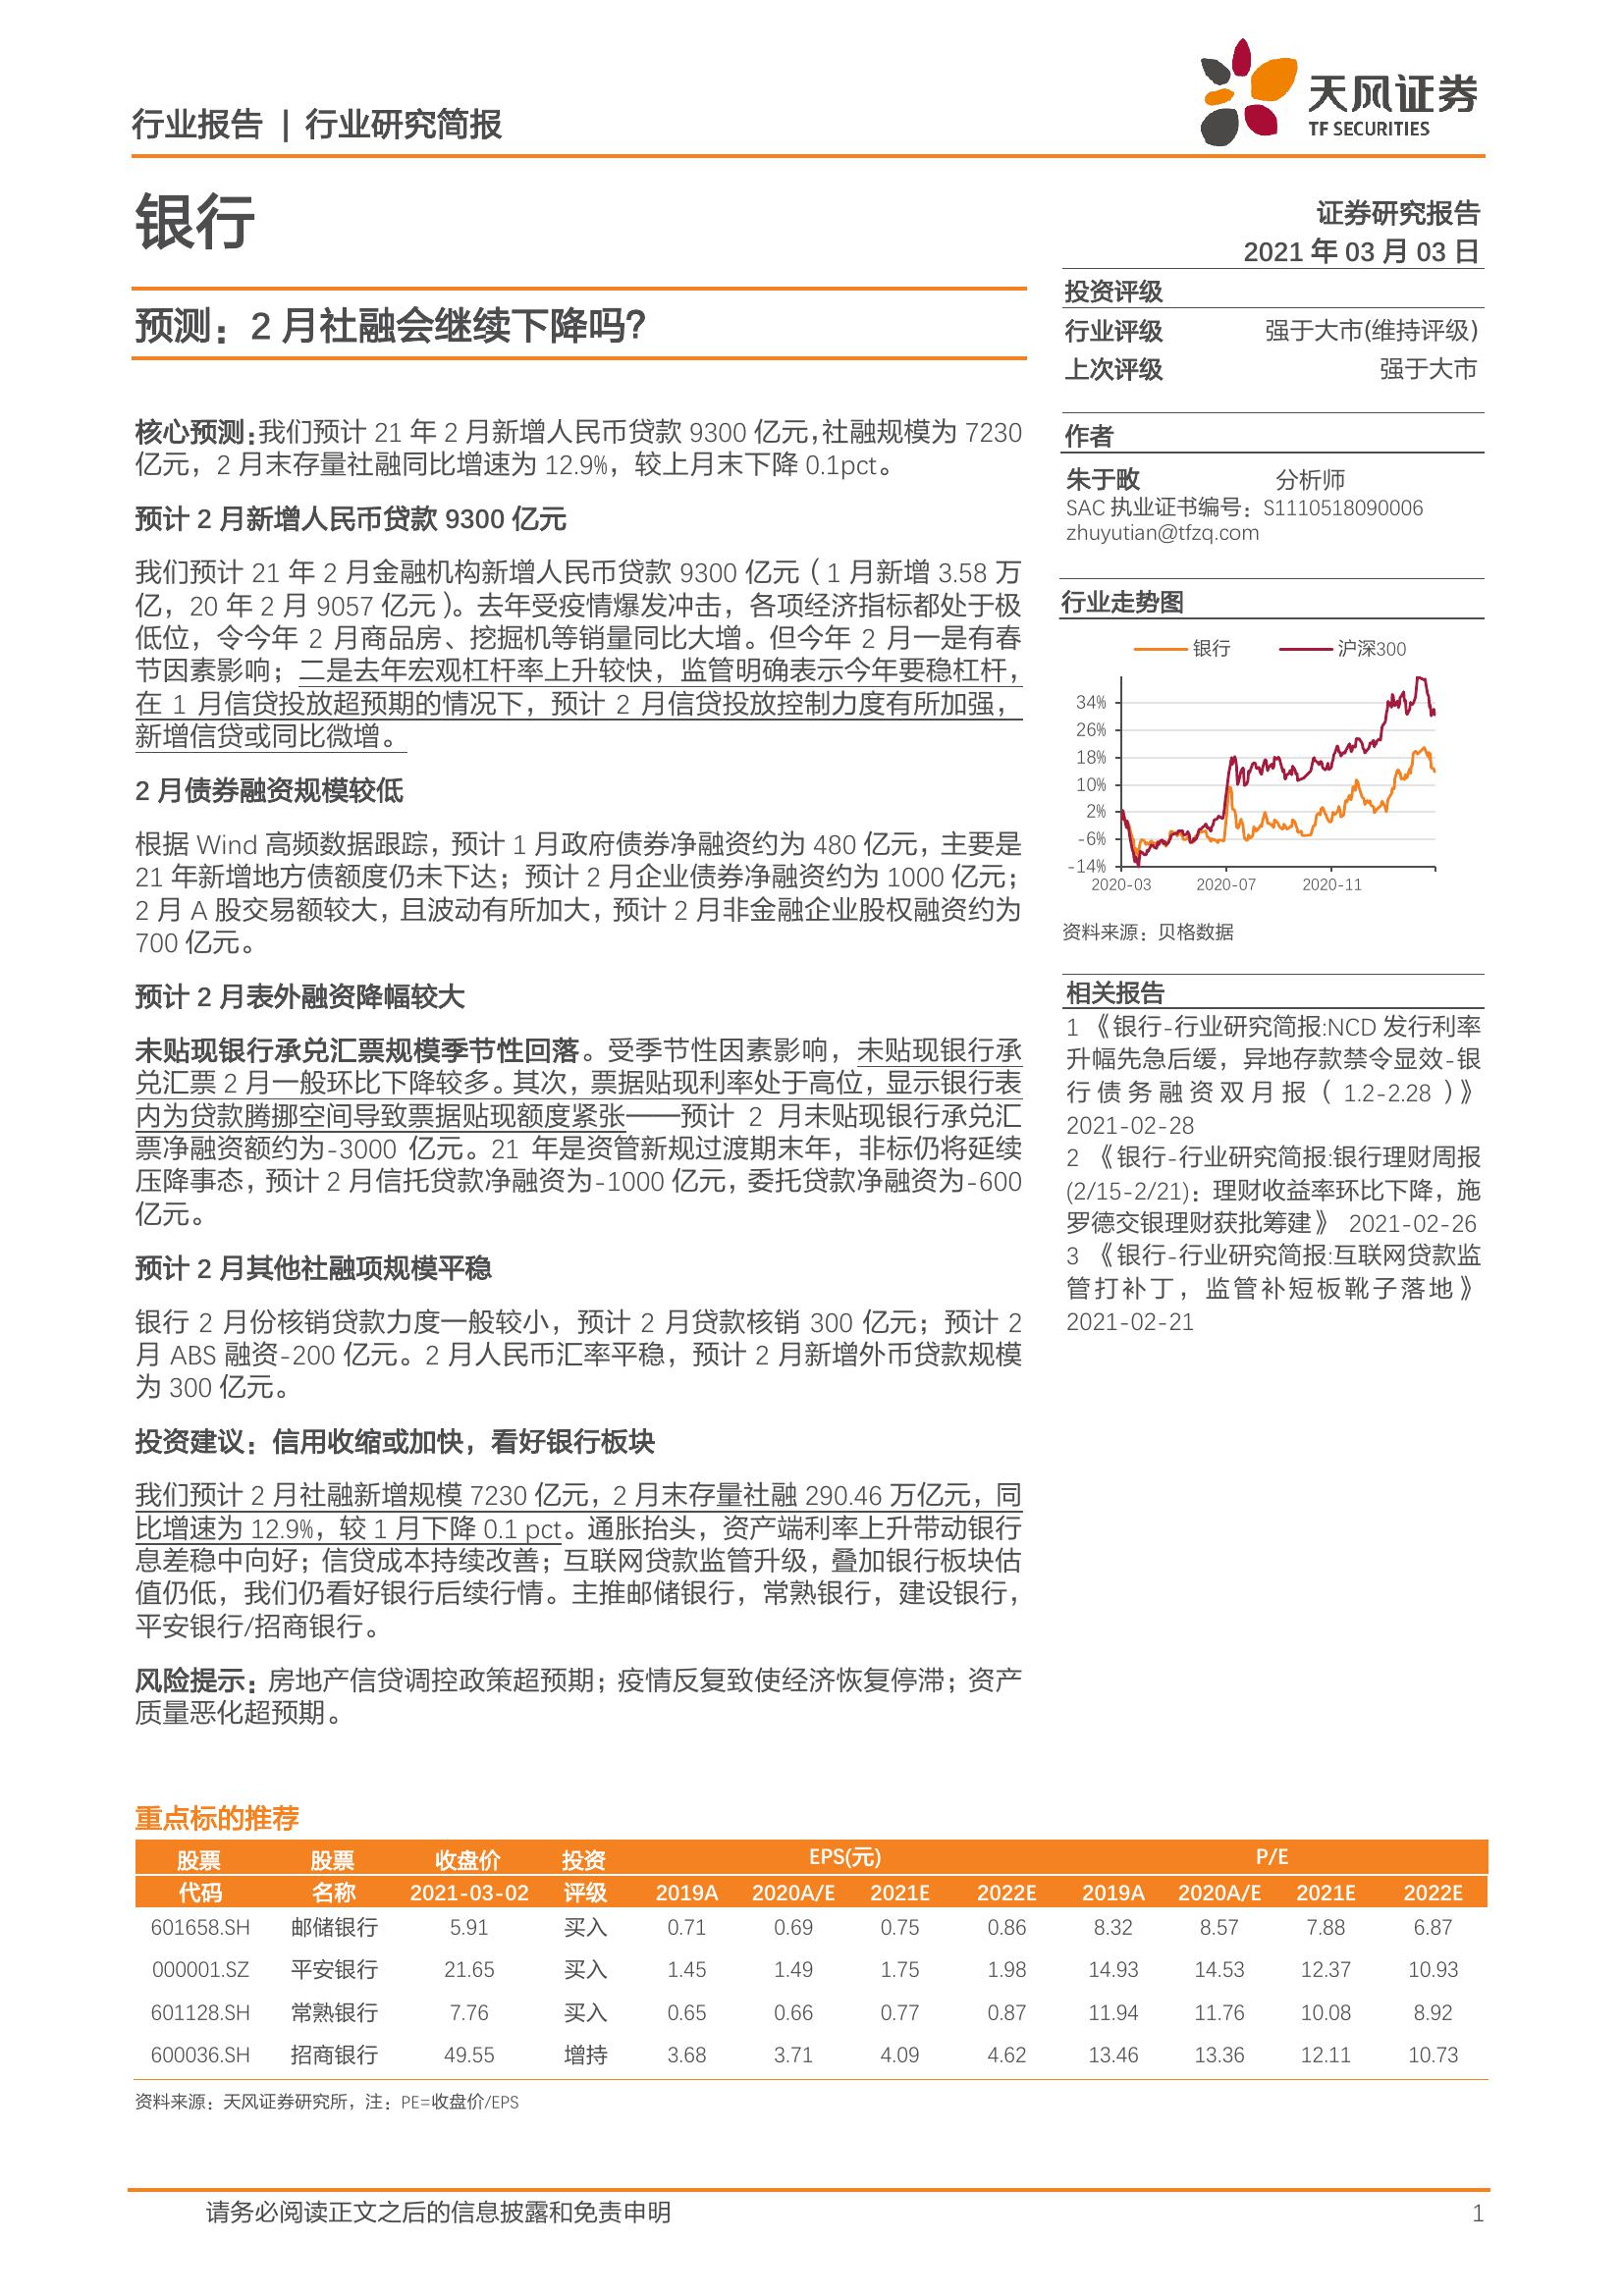 行业报告 | 行业研究简报
天风证券
TF SECURITIES
银行
预测：2 月社融会继续下降吗？
核心预测：我们预计 21 年 2 月新增人民币贷款 9300 亿元，社融规模为 7230
亿元，2 月末存量社融同比增速为 12.9%，较上月末下降 0.1pct。
预计 2 月新增人民币贷款 9300 亿元
我们预计 21 年 2 月金融机构新增人民币贷款 9300 亿元（1 月新增 3.58 万
亿，20 年 2 月 9057 亿元）。去年受疫情爆发冲击，各项经济指标都处于极
低位，令今年 2 月商品房、挖掘机等销量同比大增。但今年 2 月一是有春
节因素影响；二是去年宏观杠杆率上升较快，监管明确表示今年要稳杠杆，
在 1 月信贷投放超预期的情况下，预计 2 月信贷投放控制力度有所加强，
新增信贷或同比微增。
2 月债券融资规模较低
根据 Wind 高频数据跟踪，预计 1 月政府债券净融资约为 480 亿元，主要是
21 年新增地方债额度仍未下达；预计 2 月企业债券净融资约为 1000 亿元；
2 月 A 股交易额较大，且波动有所加大，预计 2 月非金融企业股权融资约为
700 亿元。
预计 2 月表外融资降幅较大
未贴现银行承兑汇票规模季节性回落。受季节性因素影响，未贴现银行承
兑汇票 2 月一般环比下降较多。其次，票据贴现利率处于高位，显示银行表
内为贷款腾挪空间导致票据贴现额度紧张——预计 2 月未贴现银行承兑汇
票净融资额约为-3000 亿元。21 年是资管新规过渡期末年，非标仍将延续
压降事态，预计 2 月信托贷款净融资为-1000 亿元，委托贷款净融资为-600
亿元。
预计 2 月其他社融项规模平稳
银行 2 月份核销贷款力度一般较小，预计 2 月贷款核销 300 亿元；预计 2
月 ABS 融资-200 亿元。2 月人民币汇率平稳，预计 2 月新增外币贷款规模
为 300 亿元。
投资建议：信用收缩或加快，看好银行板块
我们预计 2 月社融新增规模 7230 亿元，2 月末存量社融 290.46 万亿元，同
比增速为 12.9%，较 1 月下降 0.1 pct。通胀抬头，资产端利率上升带动银行
息差稳中向好；信贷成本持续改善；互联网贷款监管升级，叠加银行板块估
值仍低，我们仍看好银行后续行情。主推邮储银行，常熟银行，建设银行，
平安银行/招商银行。
风险提示：房地产信贷调控政策超预期；疫情反复致使经济恢复停滞；资产
质量恶化超预期。
证券研究报告
2021 年 03 月 03 日
投资评级
行业评级 强于大市(维持评级)
上次评级 强于大市
作者
朱于畋 分析师
SAC 执业证书编号：S1110518090006
zhuyutian@tfzq.com
行业走势图
银行 沪深300
34%
26%
18%
10%
2%
-6%
-14%
2020-03 2020-07 2020-11
资料来源：贝格数据
相关报告
1 《银行-行业研究简报:NCD 发行利率
升幅先急后缓，异地存款禁令显效-银
行债务融资双月报（1.2-2.28）》
2021-02-28
2 《银行-行业研究简报:银行理财周报
(2/15-2/21)：理财收益率环比下降，施
罗德交银理财获批筹建》 2021-02-26
3 《银行-行业研究简报:互联网贷款监
管打补丁，监管补短板靴子落地》
2021-02-21
重点标的推荐
股票 股票 收盘价 投资 EPS(元) P/E
代码 名称 2021-03-02 评级 2019A 2020A/E 2021E 2022E 2019A 2020A/E 2021E 2022E
601658.SH 邮储银行 5.91 买入 0.71 0.69 0.75 0.86 8.32 8.57 7.88 6.87
000001.SZ 平安银行 21.65 买入 1.45 1.49 1.75 1.98 14.93 14.53 12.37 10.93
601128.SH 常熟银行 7.76 买入 0.65 0.66 0.77 0.87 11.94 11.76 10.08 8.92
600036.SH 招商银行 49.55 增持 3.68 3.71 4.09 4.62 13.46 13.36 12.11 10.73
资料来源：天风证券研究所，注：PE=收盘价/EPS
请务必阅读正文之后的信息披露和免责申明 1